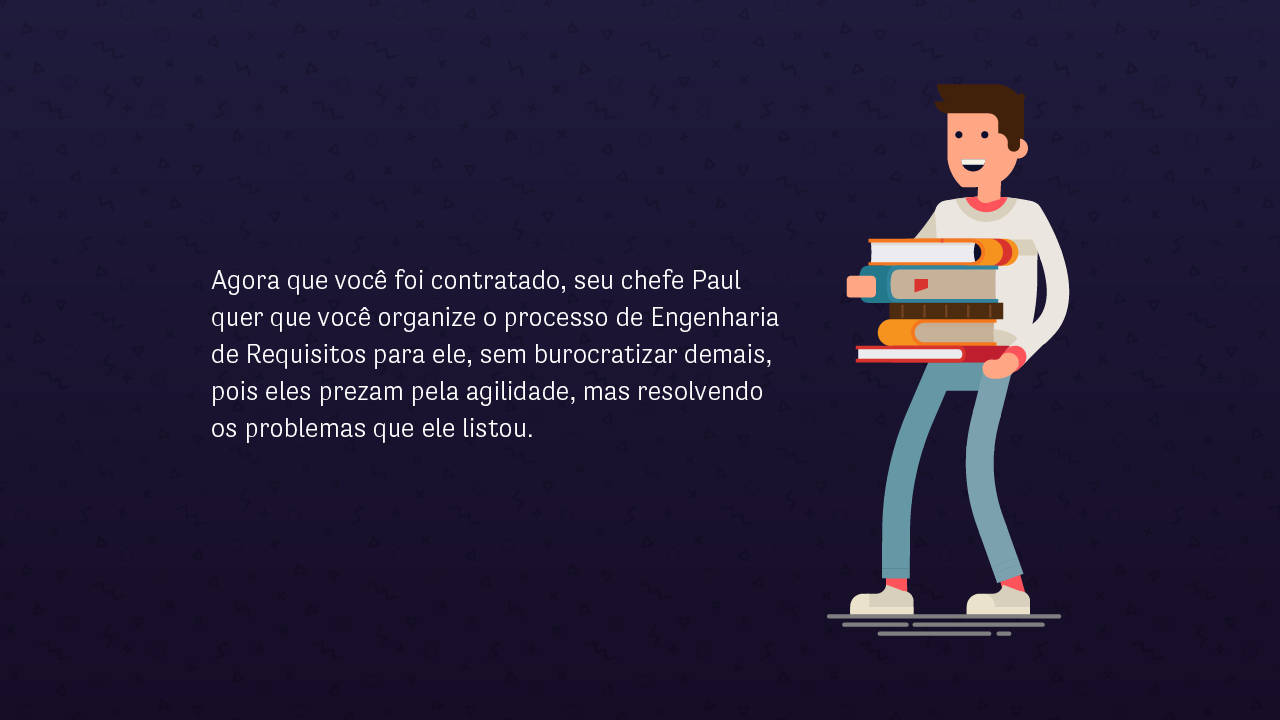 Agora que você foi contratado, seu chefe Paul
quer que você organize o processo de Engenharia
de Requisitos para ele, sem burocratizar demais,
pois eles prezam pela agilidade, mas resolvendo
os problemas que ele listou.